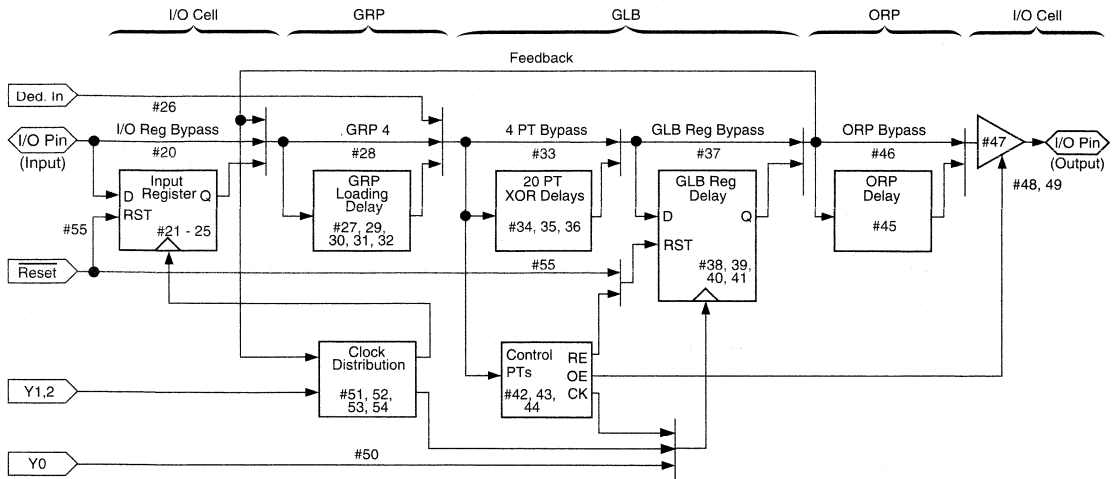 I/O Cell
GRP
GLB
ORP
I/O Cell
Feedback
Ded. In
#26
I/O Pin
(Input)
I/O Reg Bypass
#20
GRP 4
#28
4 PT Bypass
#33
GLB Reg Bypass
#37
ORP Bypass
#46
#47
I/O Pin
(Output)
#48, 49
Input
Register
D
Q
RST
#21 - 25
#55
GRP
Loading
Delay
#27, 29,
30, 31, 32
20 PT
XOR Delays
#34, 35, 36
GLB Reg
Delay
D
Q
RST
#38, 39,
40, 41
ORP
Delay
#45
Reset
#55
Clock
Distribution
#51, 52,
53, 54
Control
PTs
RE
OE
CK
#42, 43,
44
Y1,2
Y0
#50